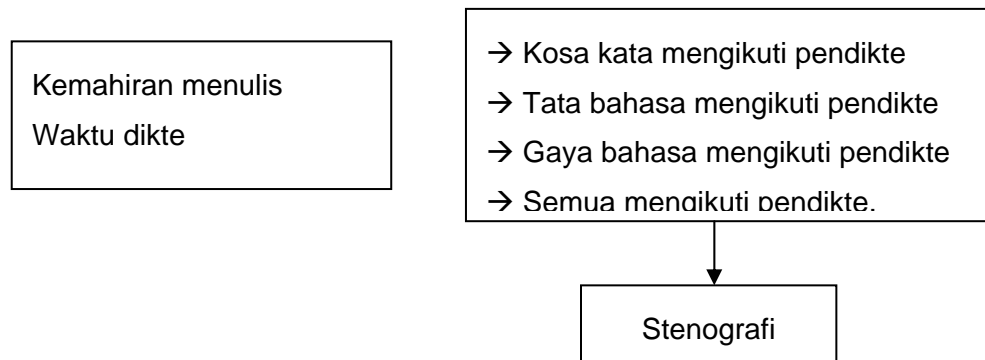 Kemahiran menulis
Waktu dikte
→ Kosa kata mengikuti pendikte
→ Tata bahasa mengikuti pendikte
→ Gaya bahasa mengikuti pendikte
→ Semua mengikuti pendikte.
Stenografi